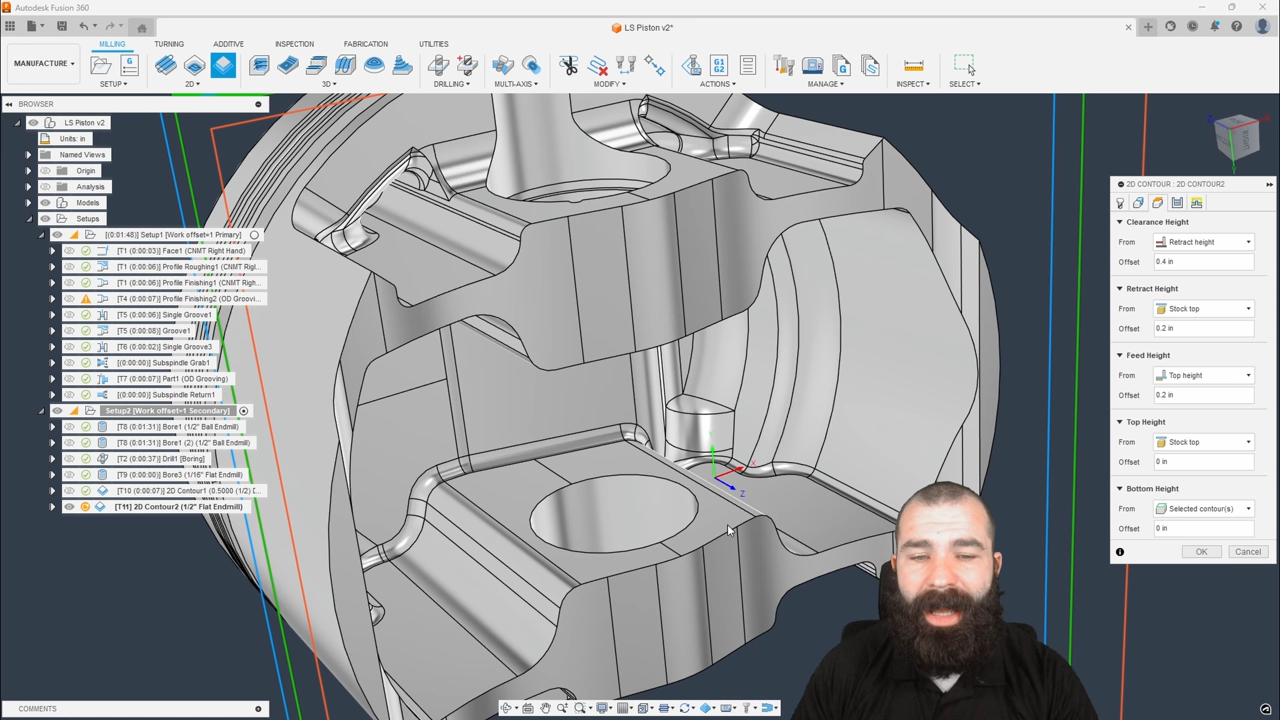 Autodesk Fusion 360
LS Piston v2*
MANUFACTURE
MILLING
TURNING
ADDITIVE
INSPECTION
FABRICATION
UTILITIES
SETUP
2D
3D
DRILLING
MULTI-AXIS
MODIFY
ACTIONS
MANAGE
INSPECT
SELECT
G1
G2
BROWSER
LS Piston v2
Units: in
Named Views
Origin
Analysis
Models
Setups
[(0:01:48)] Setup1 [Work offset=1 Primary]
[T1 (0:00:03)] Face1 (CNMT Right Hand)
[T1 (0:00:06)] Profile Roughing1 (CNMT Rigl...
[T1 (0:00:06)] Profile Finishing1 (CNMT Righ...
[T4 (0:00:07)] Profile Finishing2 (OD Groovi...
[T5 (0:00:06)] Single Groove1
[T5 (0:00:08)] Groove1
[T6 (0:00:02)] Single Groove3
[(0:00:00)] Subspindle Grab1
[T7 (0:00:07)] Part1 (OD Grooving)
[(0:00:00)] Subspindle Return1
Setup2 [Work offset=1 Secondary]
[T8 (0:01:31)] Bore1 (1/2" Ball Endmill)
[T8 (0:01:31)] Bore1 (2) (1/2" Ball Endmill)
[T2 (0:00:37)] Drill1 [Boring]
[T9 (0:00:00)] Bore3 (1/16" Flat Endmill)
[T10 (0:00:07)] 2D Contour1 (0.5000 (1/2) [...
[T11] 2D Contour2 (1/2" Flat Endmill)
X
Z
2D CONTOUR : 2D CONTOUR2
Clearance Height
From Retract height
Offset 0.4 in
Retract Height
From Stock top
Offset 0.2 in
Feed Height
From Top height
Offset 0.2 in
Top Height
From Stock top
Offset 0 in
Bottom Height
From Selected contour(s)
Offset 0 in
OK Cancel
COMMENTS